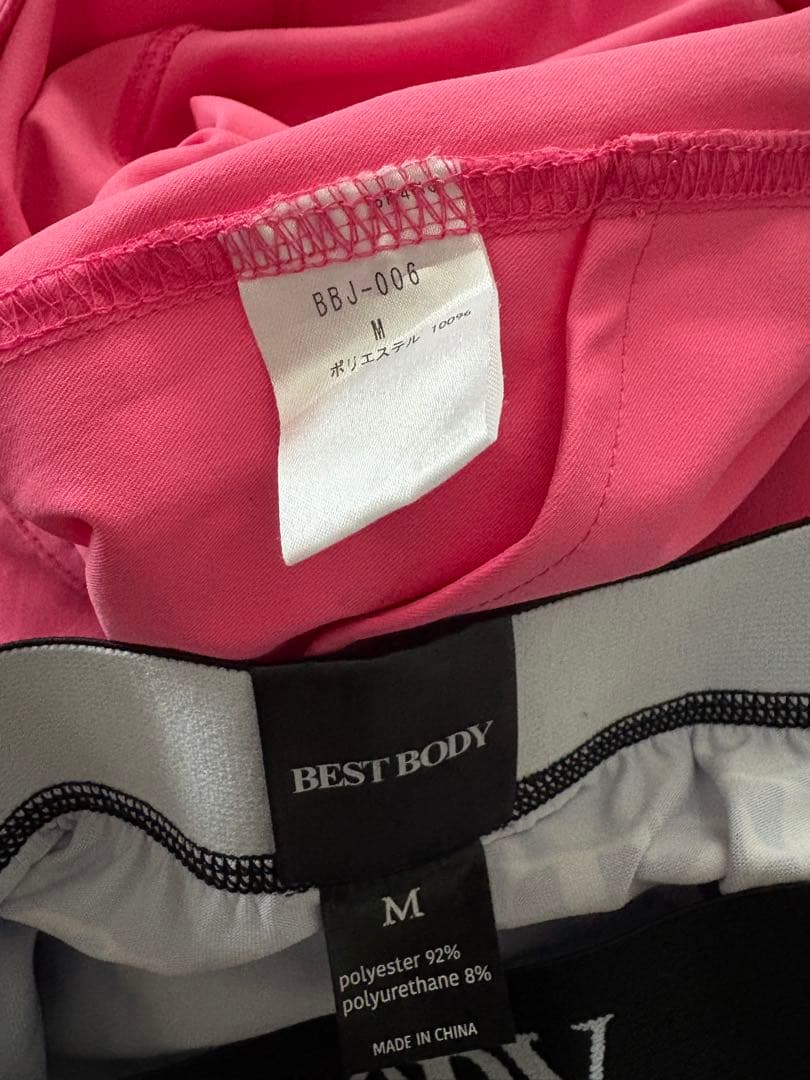 BBJ-006
M
ポリエステル 100%
BEST BODY
M
polyester 92%
polyurethane 8%
MADE IN CHINA